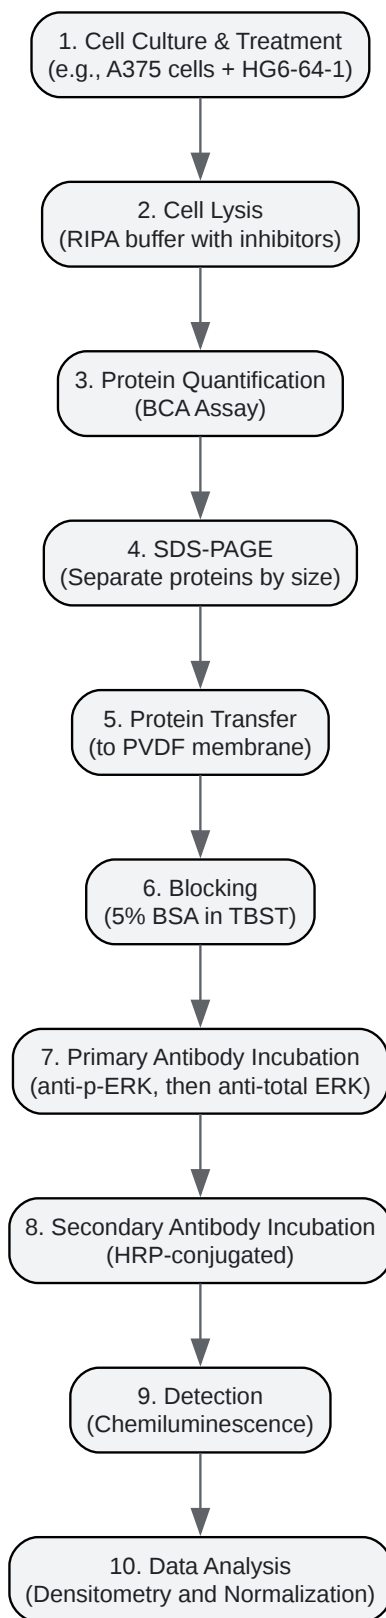 1. Cell Culture & Treatment
(e.g., A375 cells + HG6-64-1)
2. Cell Lysis
(RIPA buffer with inhibitors)
3. Protein Quantification
(BCA Assay)
4. SDS-PAGE
(Separate proteins by size)
5. Protein Transfer
(to PVDF membrane)
6. Blocking
(5% BSA in TBST)
7. Primary Antibody Incubation
(anti-p-ERK, then anti-total ERK)
8. Secondary Antibody Incubation
(HRP-conjugated)
9. Detection
(Chemiluminescence)
10. Data Analysis
(Densitometry and Normalization)